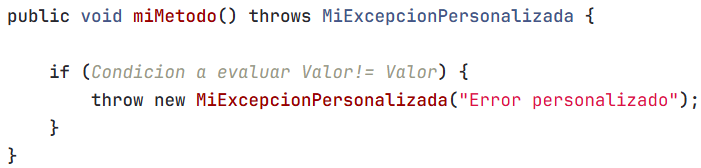 public void miMetodo() throws MiExcepcionPersonalizada {
if (Condicion a evaluar Valor!= Valor) {
throw new MiExcepcionPersonalizada("Error personalizado");
}
}